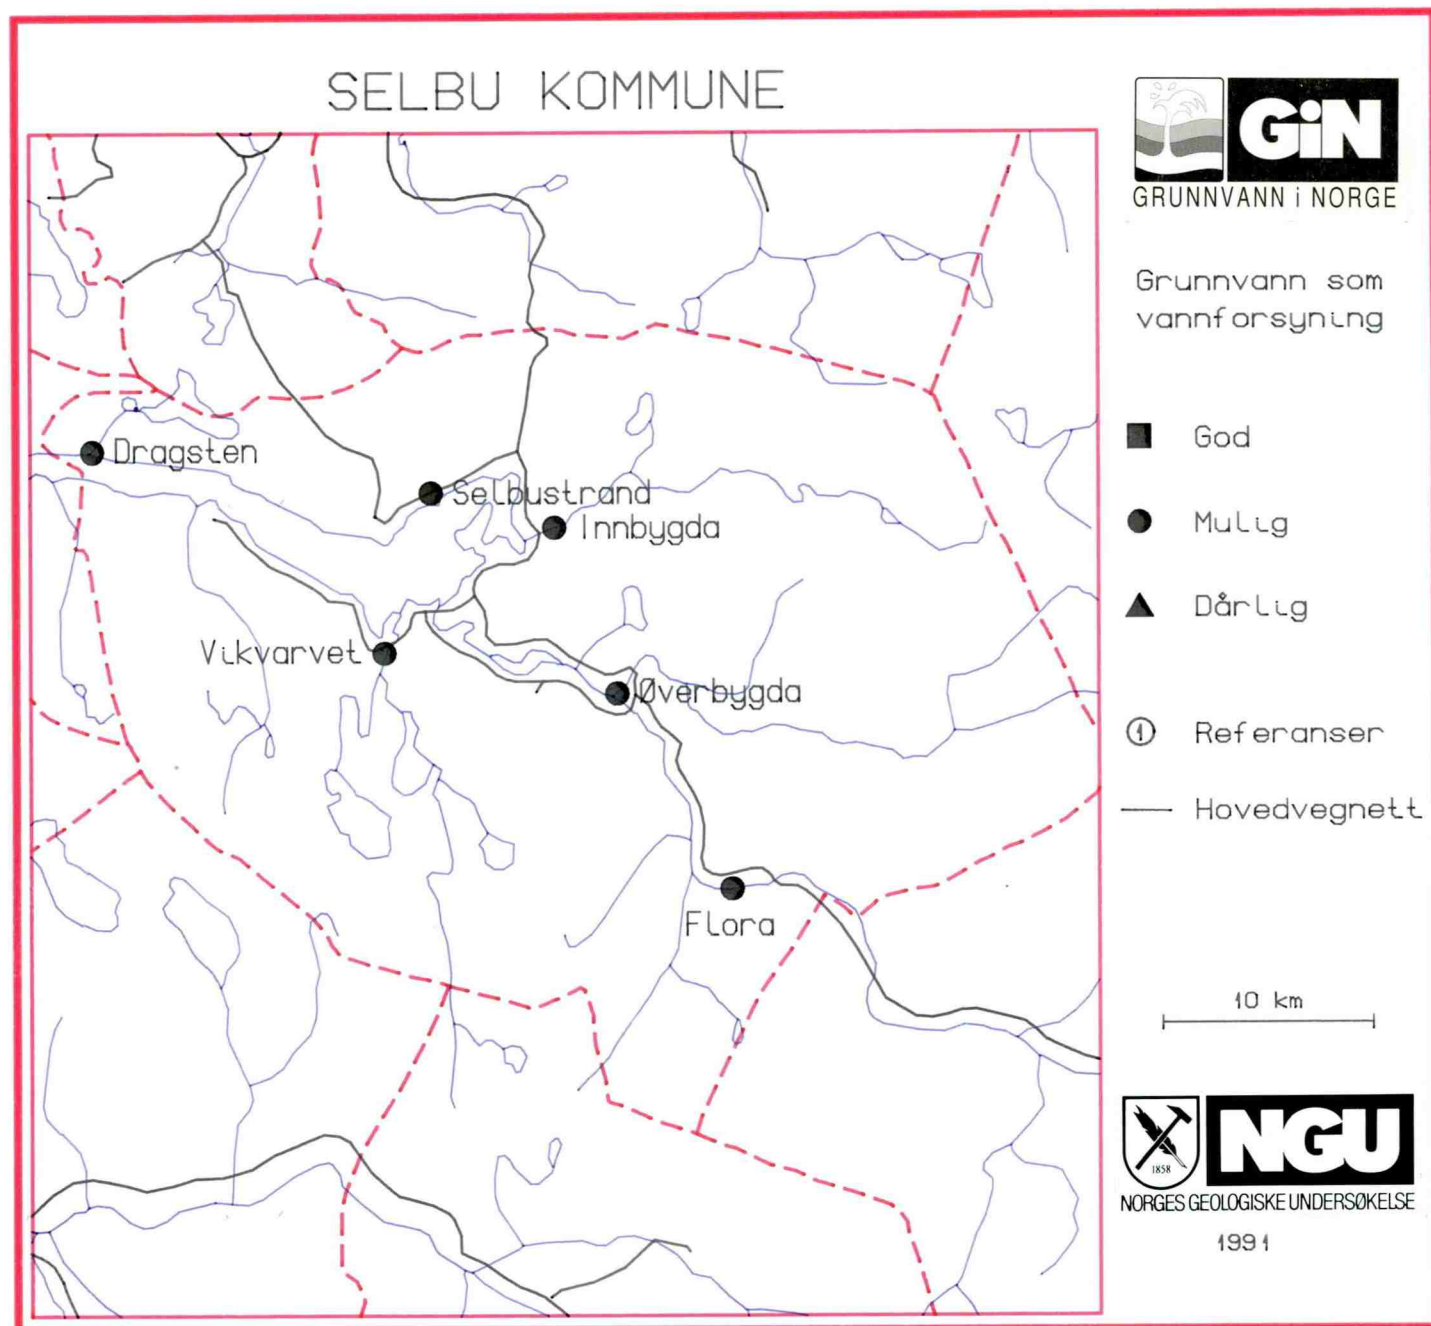 SELBU KOMMUNE
GiN
GRUNNVANN i NORGE
Grunnvann som
vannforsyning
God
Mulig
Dårlig
1 Referanser
Hovedvegnett
10 km
1858
NGU
NORGES GEOLOGISKE UNDERSØKELSE
1991
Dragsten
Selbustrand
Innbygda
Vikvarvet
Øverbygda
Flora